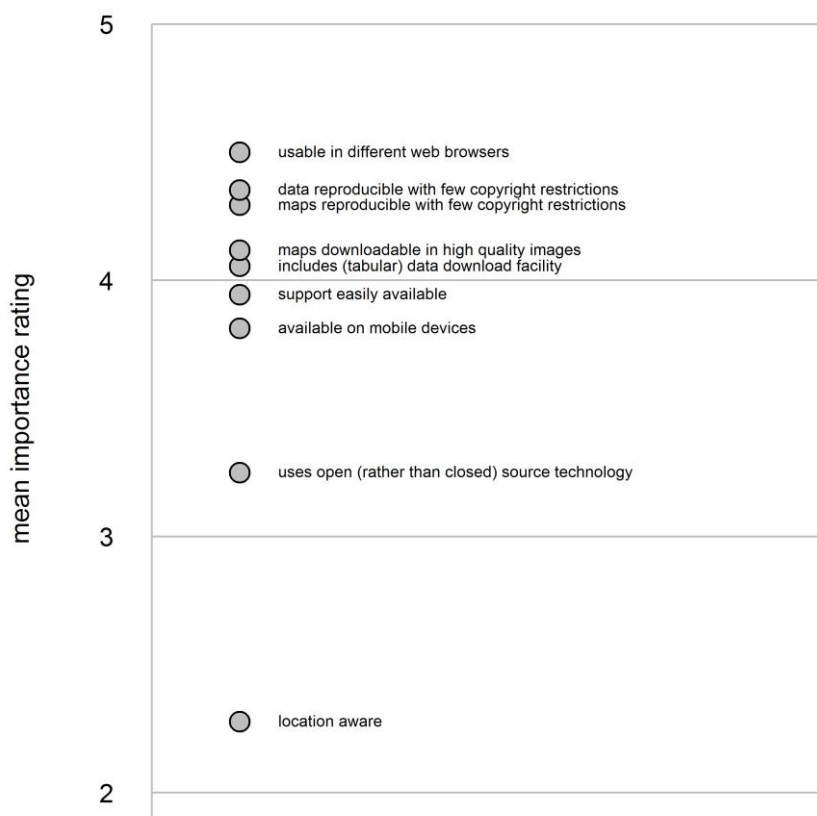 5
usable in different web browsers
data reproducible with few copyright restrictions
maps reproducible with few copyright restrictions
maps downloadable in high quality images
includes (tabular) data download facility
4
support easily available
available on mobile devices
mean importance rating
uses open (rather than closed) source technology
3
location aware
2